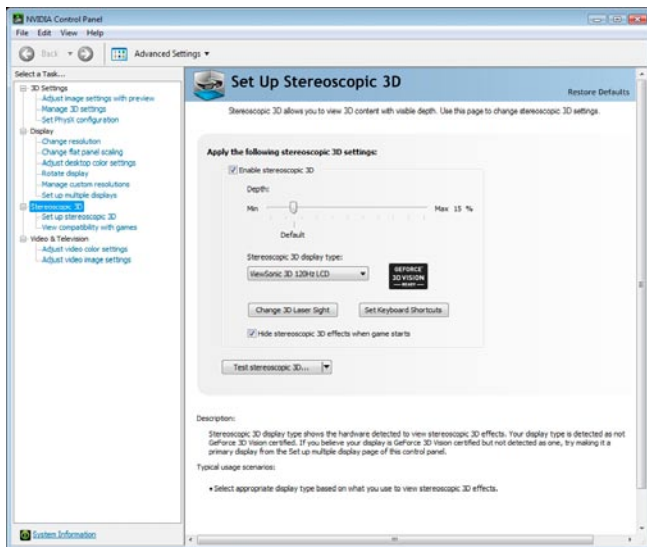 NVIDIA Control Panel
File Edit View Help
Back
Advanced Settings
Select a Task...
3D Settings
Adjust image settings with preview
Manage 3D settings
Set PhysX configuration
Display
Change resolution
Change flat panel scaling
Adjust desktop color settings
Rotate display
Manage custom resolutions
Set up multiple displays
Stereoscopic 3D
Set up stereoscopic 3D
View compatibility with games
Video & Television
Adjust video color settings
Adjust video image settings
System Information
Set Up Stereoscopic 3D
Restore Defaults
Stereoscopic 3D allows you to view 3D content with visible depth. Use this page to change stereoscopic 3D settings.
Apply the following stereoscopic 3D settings:
Enable stereoscopic 3D
Depth:
Min Max 15 %
Default
Stereoscopic 3D display type:
ViewSonic 3D 120Hz LCD
GEFORCE
3D VISION
READY
Change 3D Laser Sight Set Keyboard Shortcuts
Hide stereoscopic 3D effects when game starts
Test stereoscopic 3D...
Description:
Stereoscopic 3D display type shows the hardware detected to view stereoscopic 3D effects. Your display type is detected as not
GeForce 3D Vision certified. If you believe your display is GeForce 3D Vision certified but not detected as one, try making it a
primary display from the Set up multiple display page of this control panel.
Typical usage scenarios:
Select appropriate display type based on what you use to view stereoscopic 3D effects.